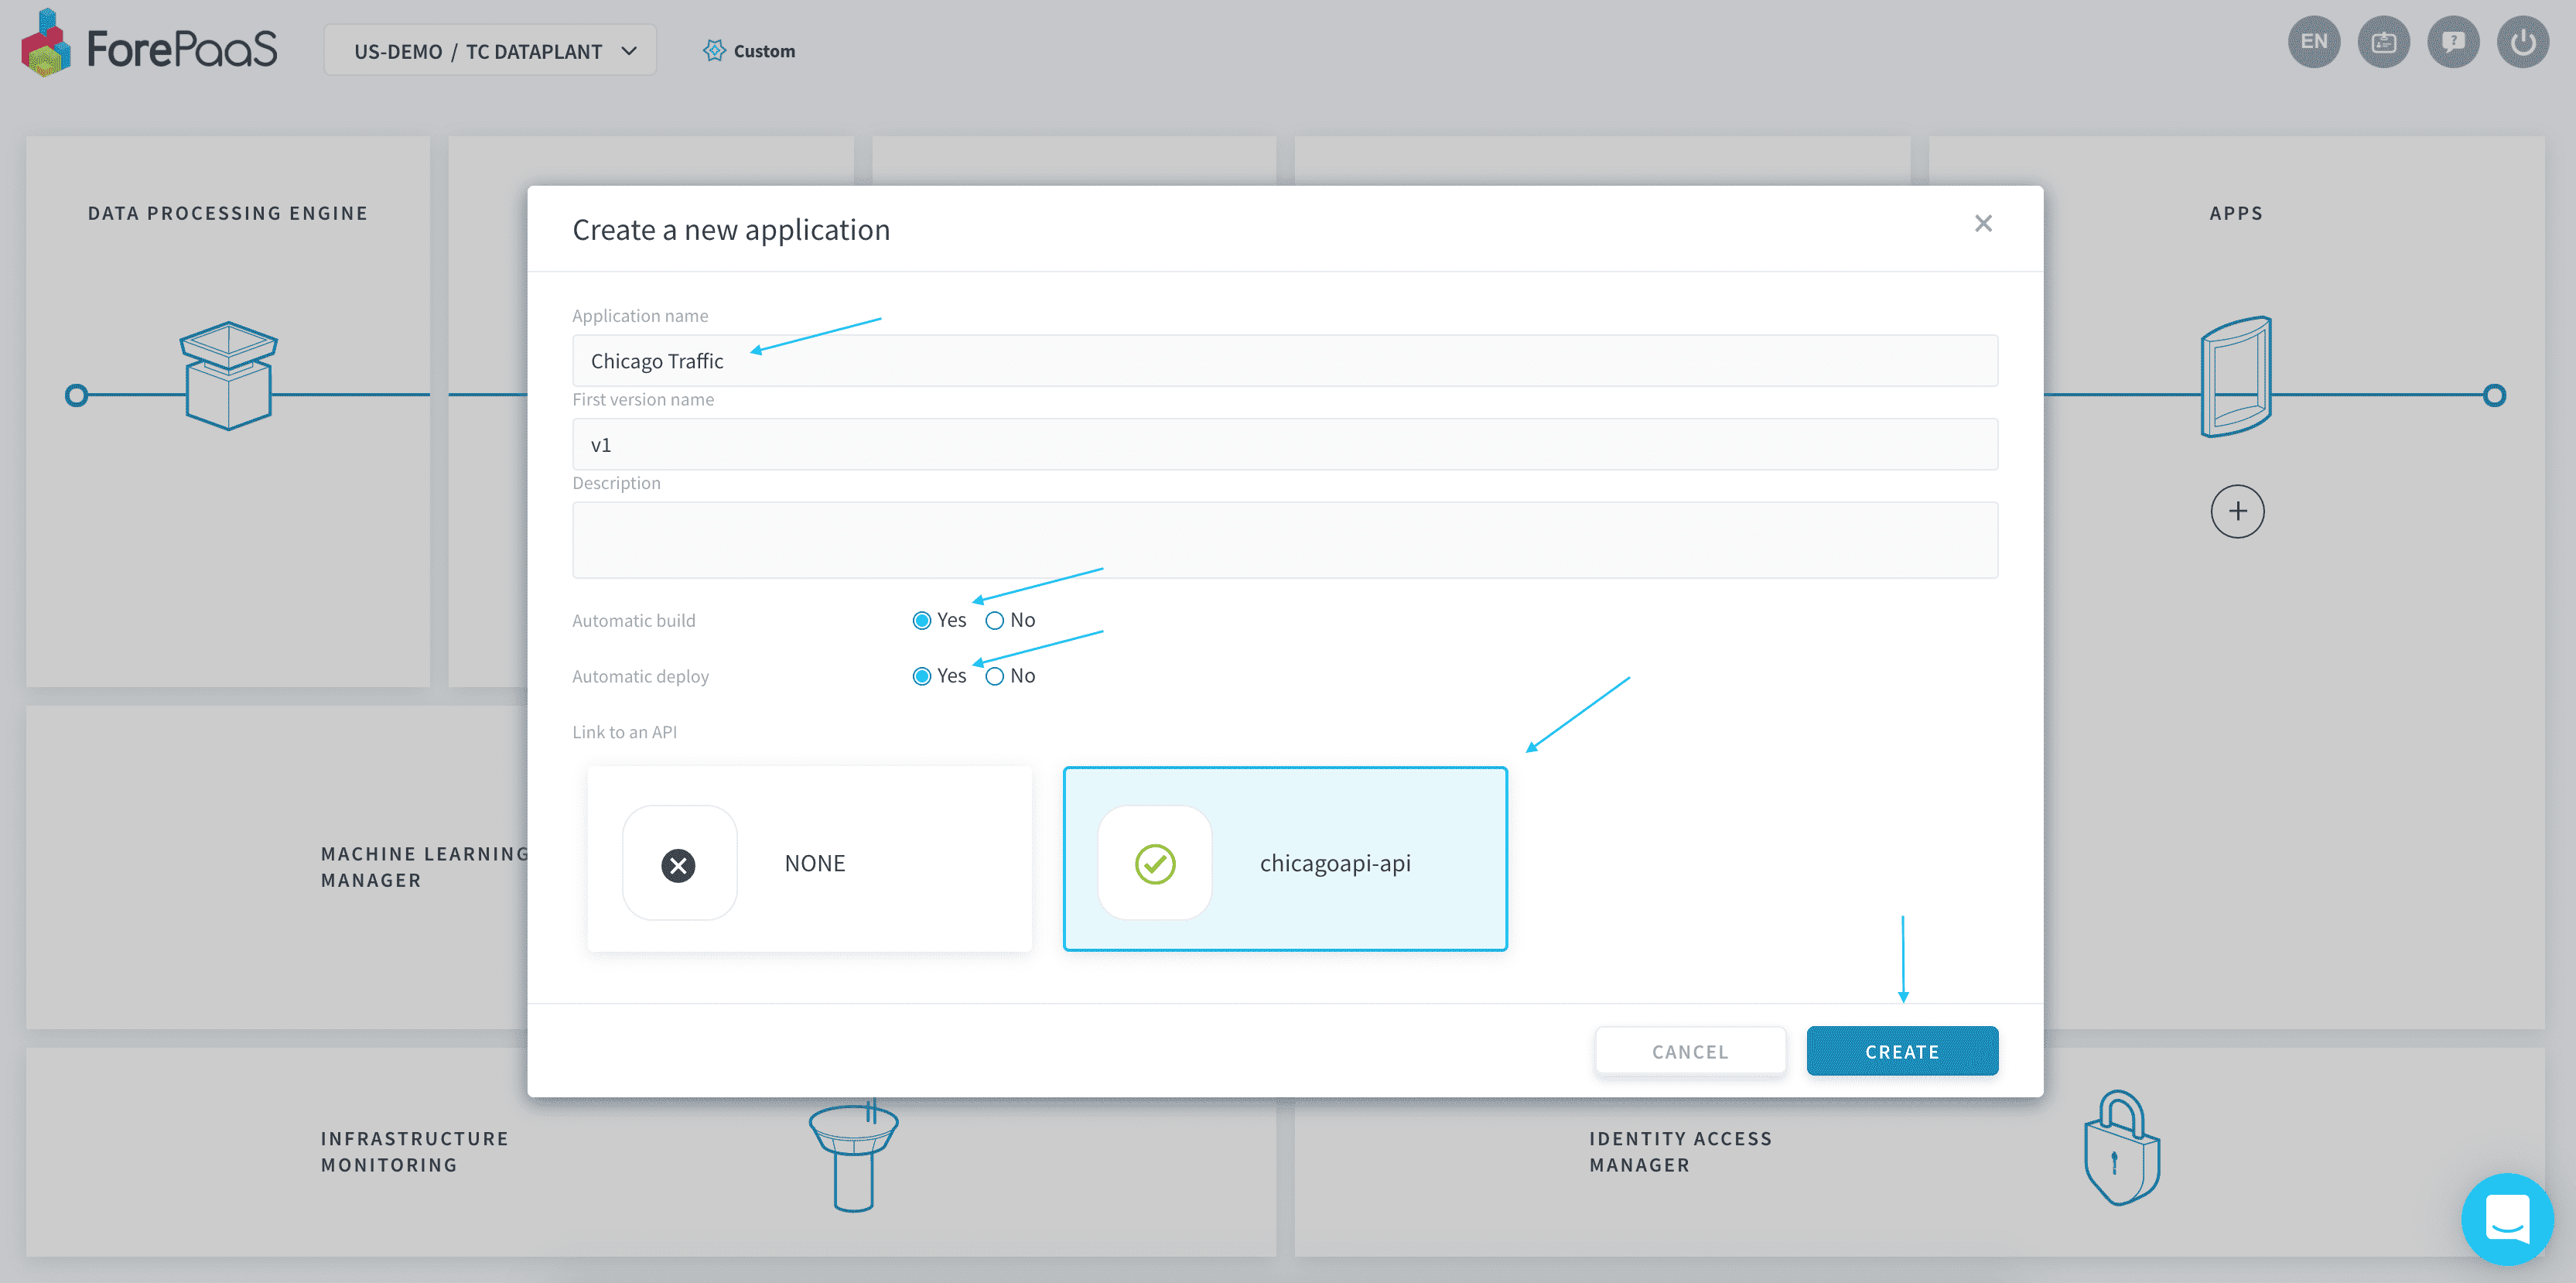 ForePaaS
US-DEMO / TC DATAPLANT
Custom
EN
DATA PROCESSING ENGINE
APPS
Create a new application
Application name
Chicago Traffic
First version name
v1
Description
Automatic build
Yes
No
Automatic deploy
Yes
No
Link to an API
NONE
chicagoapi-api
MACHINE LEARNING
MANAGER
CANCEL
CREATE
INFRASTRUCTURE
MONITORING
IDENTITY ACCESS
MANAGER